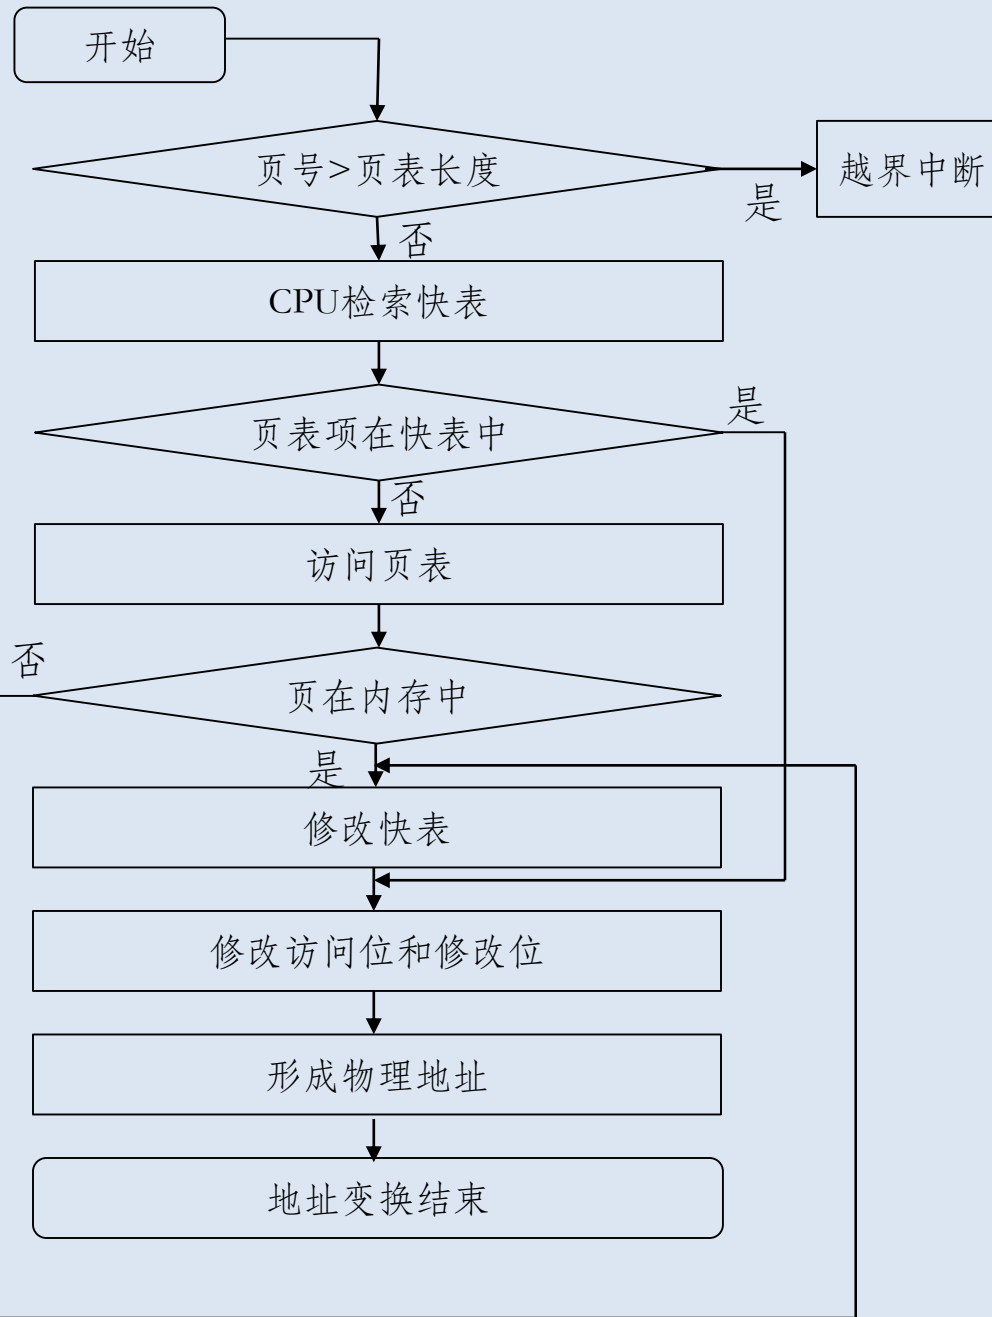 开始
页号>页表长度
越界中断
是
否
CPU检索快表
是
页表项在快表中
否
访问页表
否
页在内存中
是
修改快表
修改访问位和修改位
形成物理地址
地址变换结束